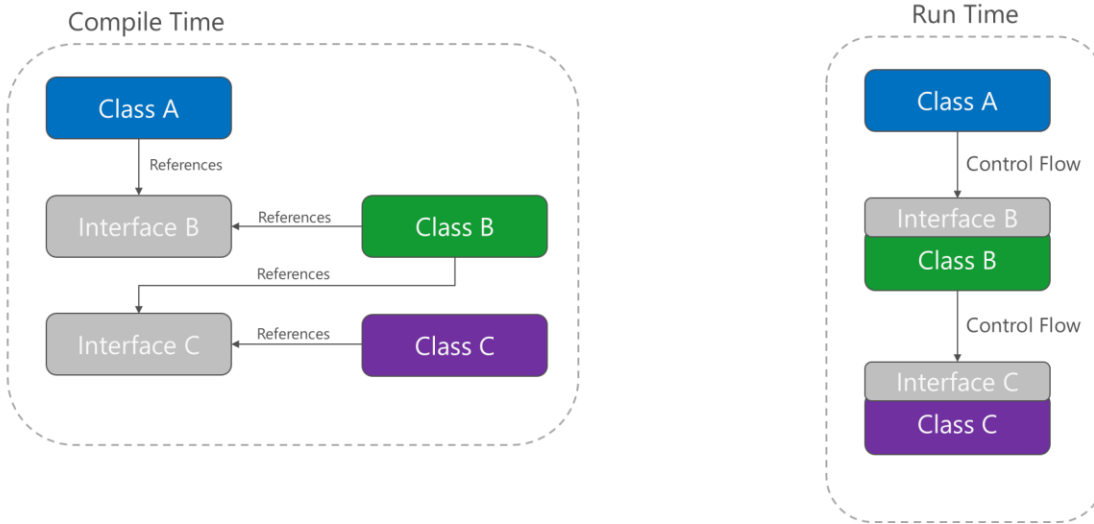 Compile Time
Class A
References
Interface B
References
Class B
References
Interface C
References
Class C
Run Time
Class A
Control Flow
Interface B
Class B
Control Flow
Interface C
Class C